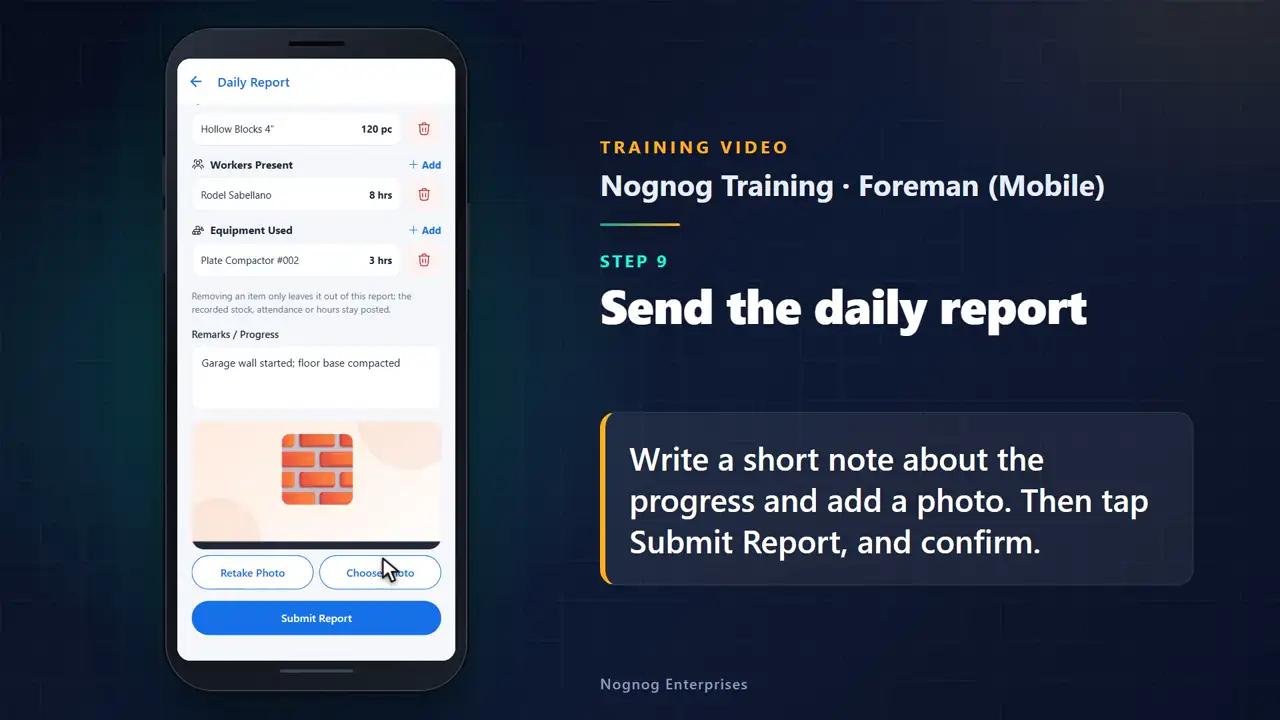 Daily Report
Hollow Blocks 4"
120 pc
Workers Present
+ Add
Rodel Sabellano
8 hrs
Equipment Used
+ Add
Plate Compactor #002
3 hrs
Removing an item only leaves it out of this report; the
recorded stock, attendance or hours stay posted.
Remarks / Progress
Garage wall started; floor base compacted
Retake Photo
Choose
Submit Report
TRAINING VIDEO
Nognog Training · Foreman (Mobile)
STEP 9
Send the daily report
Write a short note about the
progress and add a photo. Then tap
Submit Report, and confirm.
Nognog Enterprises